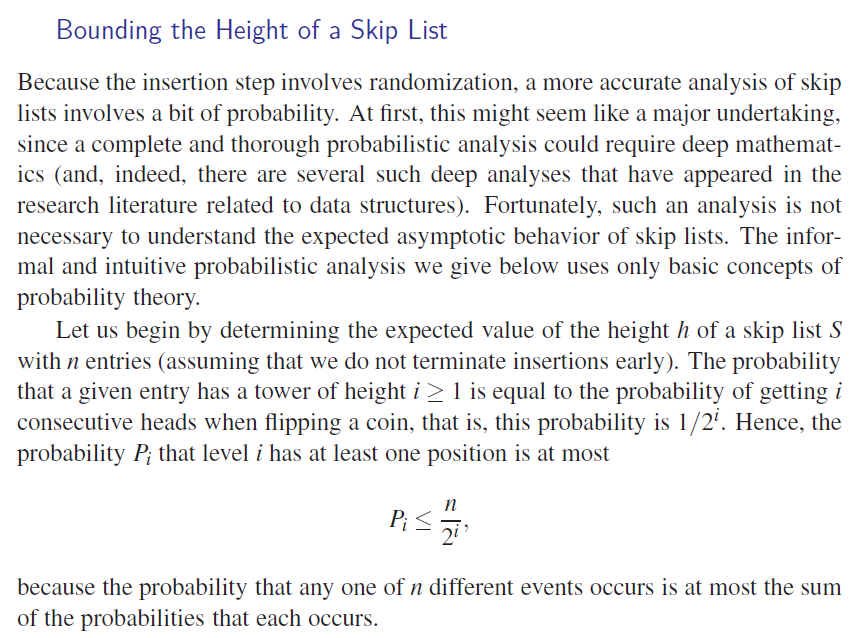 Bounding the Height of a Skip List
Because the insertion step involves randomization, a more accurate analysis of skip
lists involves a bit of probability. At first, this might seem like a major undertaking,
since a complete and thorough probabilistic analysis could require deep mathemat-
ics (and, indeed, there are several such deep analyses that have appeared in the
research literature related to data structures). Fortunately, such an analysis is not
necessary to understand the expected asymptotic behavior of skip lists. The infor-
mal and intuitive probabilistic analysis we give below uses only basic concepts of
probability theory.
Let us begin by determining the expected value of the height h of a skip list S
with n entries (assuming that we do not terminate insertions early). The probability
that a given entry has a tower of height i ≥ 1 is equal to the probability of getting i
consecutive heads when flipping a coin, that is, this probability is 1/2^i. Hence, the
probability P_i that level i has at least one position is at most
P_i ≤ n/2^i,
because the probability that any one of n different events occurs is at most the sum
of the probabilities that each occurs.